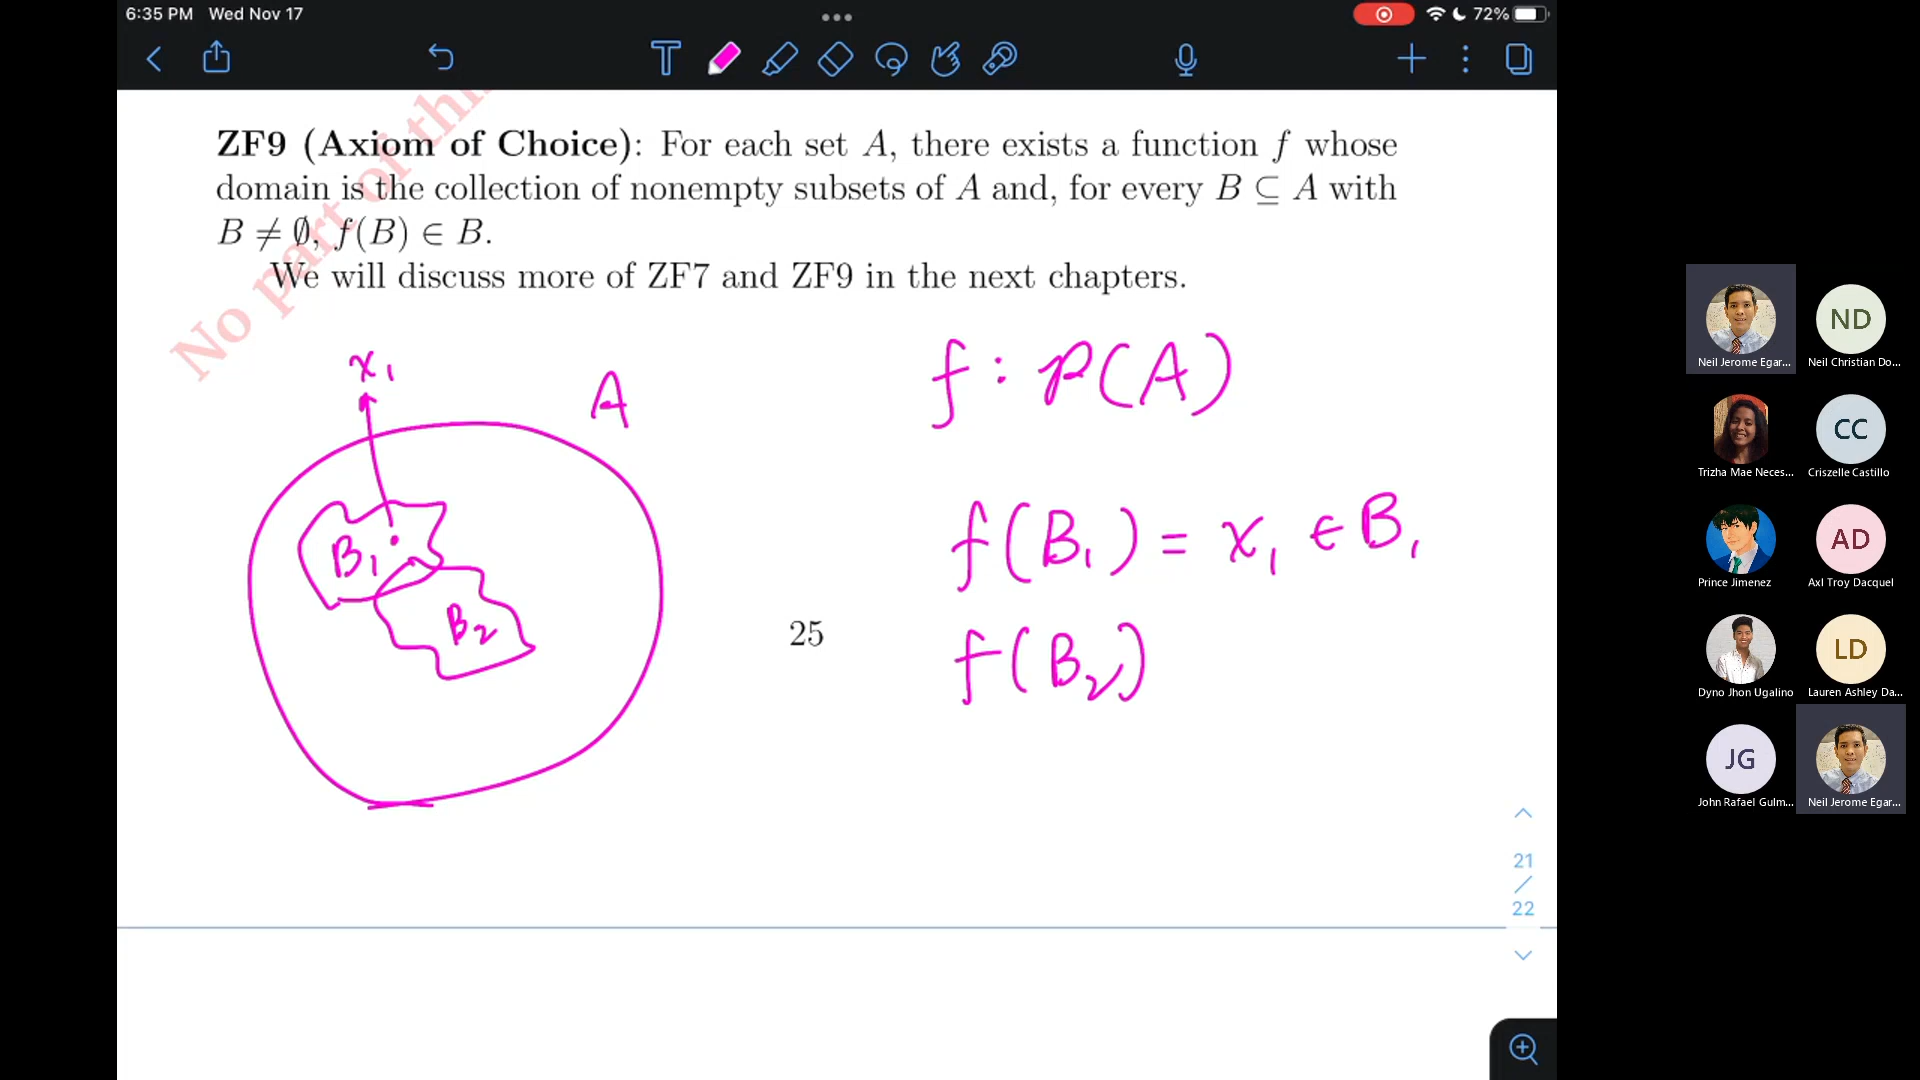 6:35 PM Wed Nov 17
72%
No part of thi
ZF9 (Axiom of Choice): For each set A, there exists a function f whose
domain is the collection of nonempty subsets of A and, for every B ⊆ A with
B ≠ ∅, f(B) ∈ B.
We will discuss more of ZF7 and ZF9 in the next chapters.
x₁
A
B₁
B₂
f : P(A)
f(B₁) = x₁ ∈ B₁
f(B₂)
25
21
/
22
Neil Jerome Egar...
ND
Neil Christian Do...
Trizha Mae Neces...
CC
Criszelle Castillo
Prince Jimenez
AD
Axl Troy Dacquel
Dyno Jhon Ugalino
LD
Lauren Ashley Da...
JG
John Rafael Gulm...
Neil Jerome Egar...